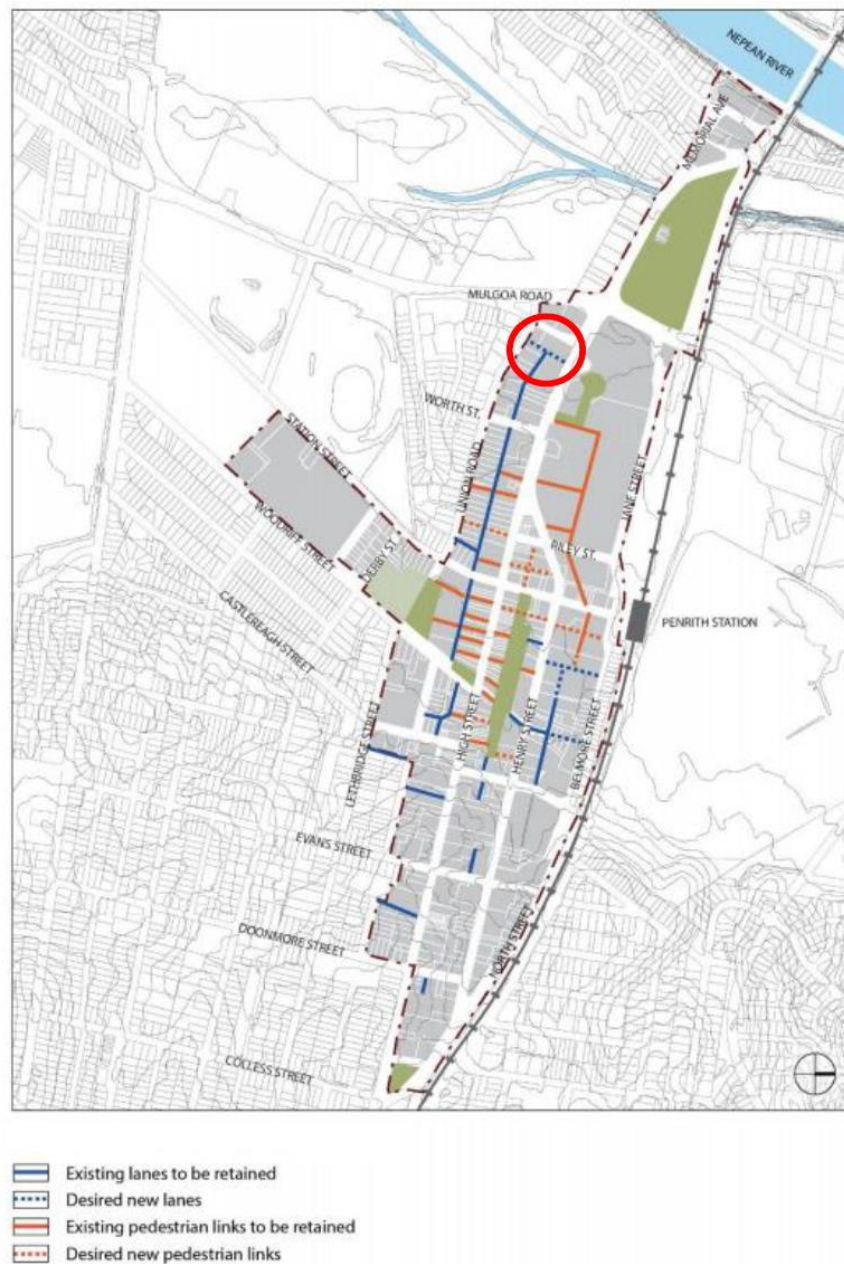 NEPEAN RIVER
MEMORIAL AVE
MULGOA ROAD
WORTH ST.
STATION STREET
UNION ROAD
JANE STREET
WOODRIFF STREET
DERBY ST.
RILEY ST.
CASTLEREAGH STREET
PENRITH STATION
LETHBRIDGE STREET
HIGH STREET
HENRY STREET
BELMORE STREET
EVANS STREET
DOONMORE STREET
NORTH STREET
COLLESS STREET
Existing lanes to be retained
Desired new lanes
Existing pedestrian links to be retained
Desired new pedestrian links